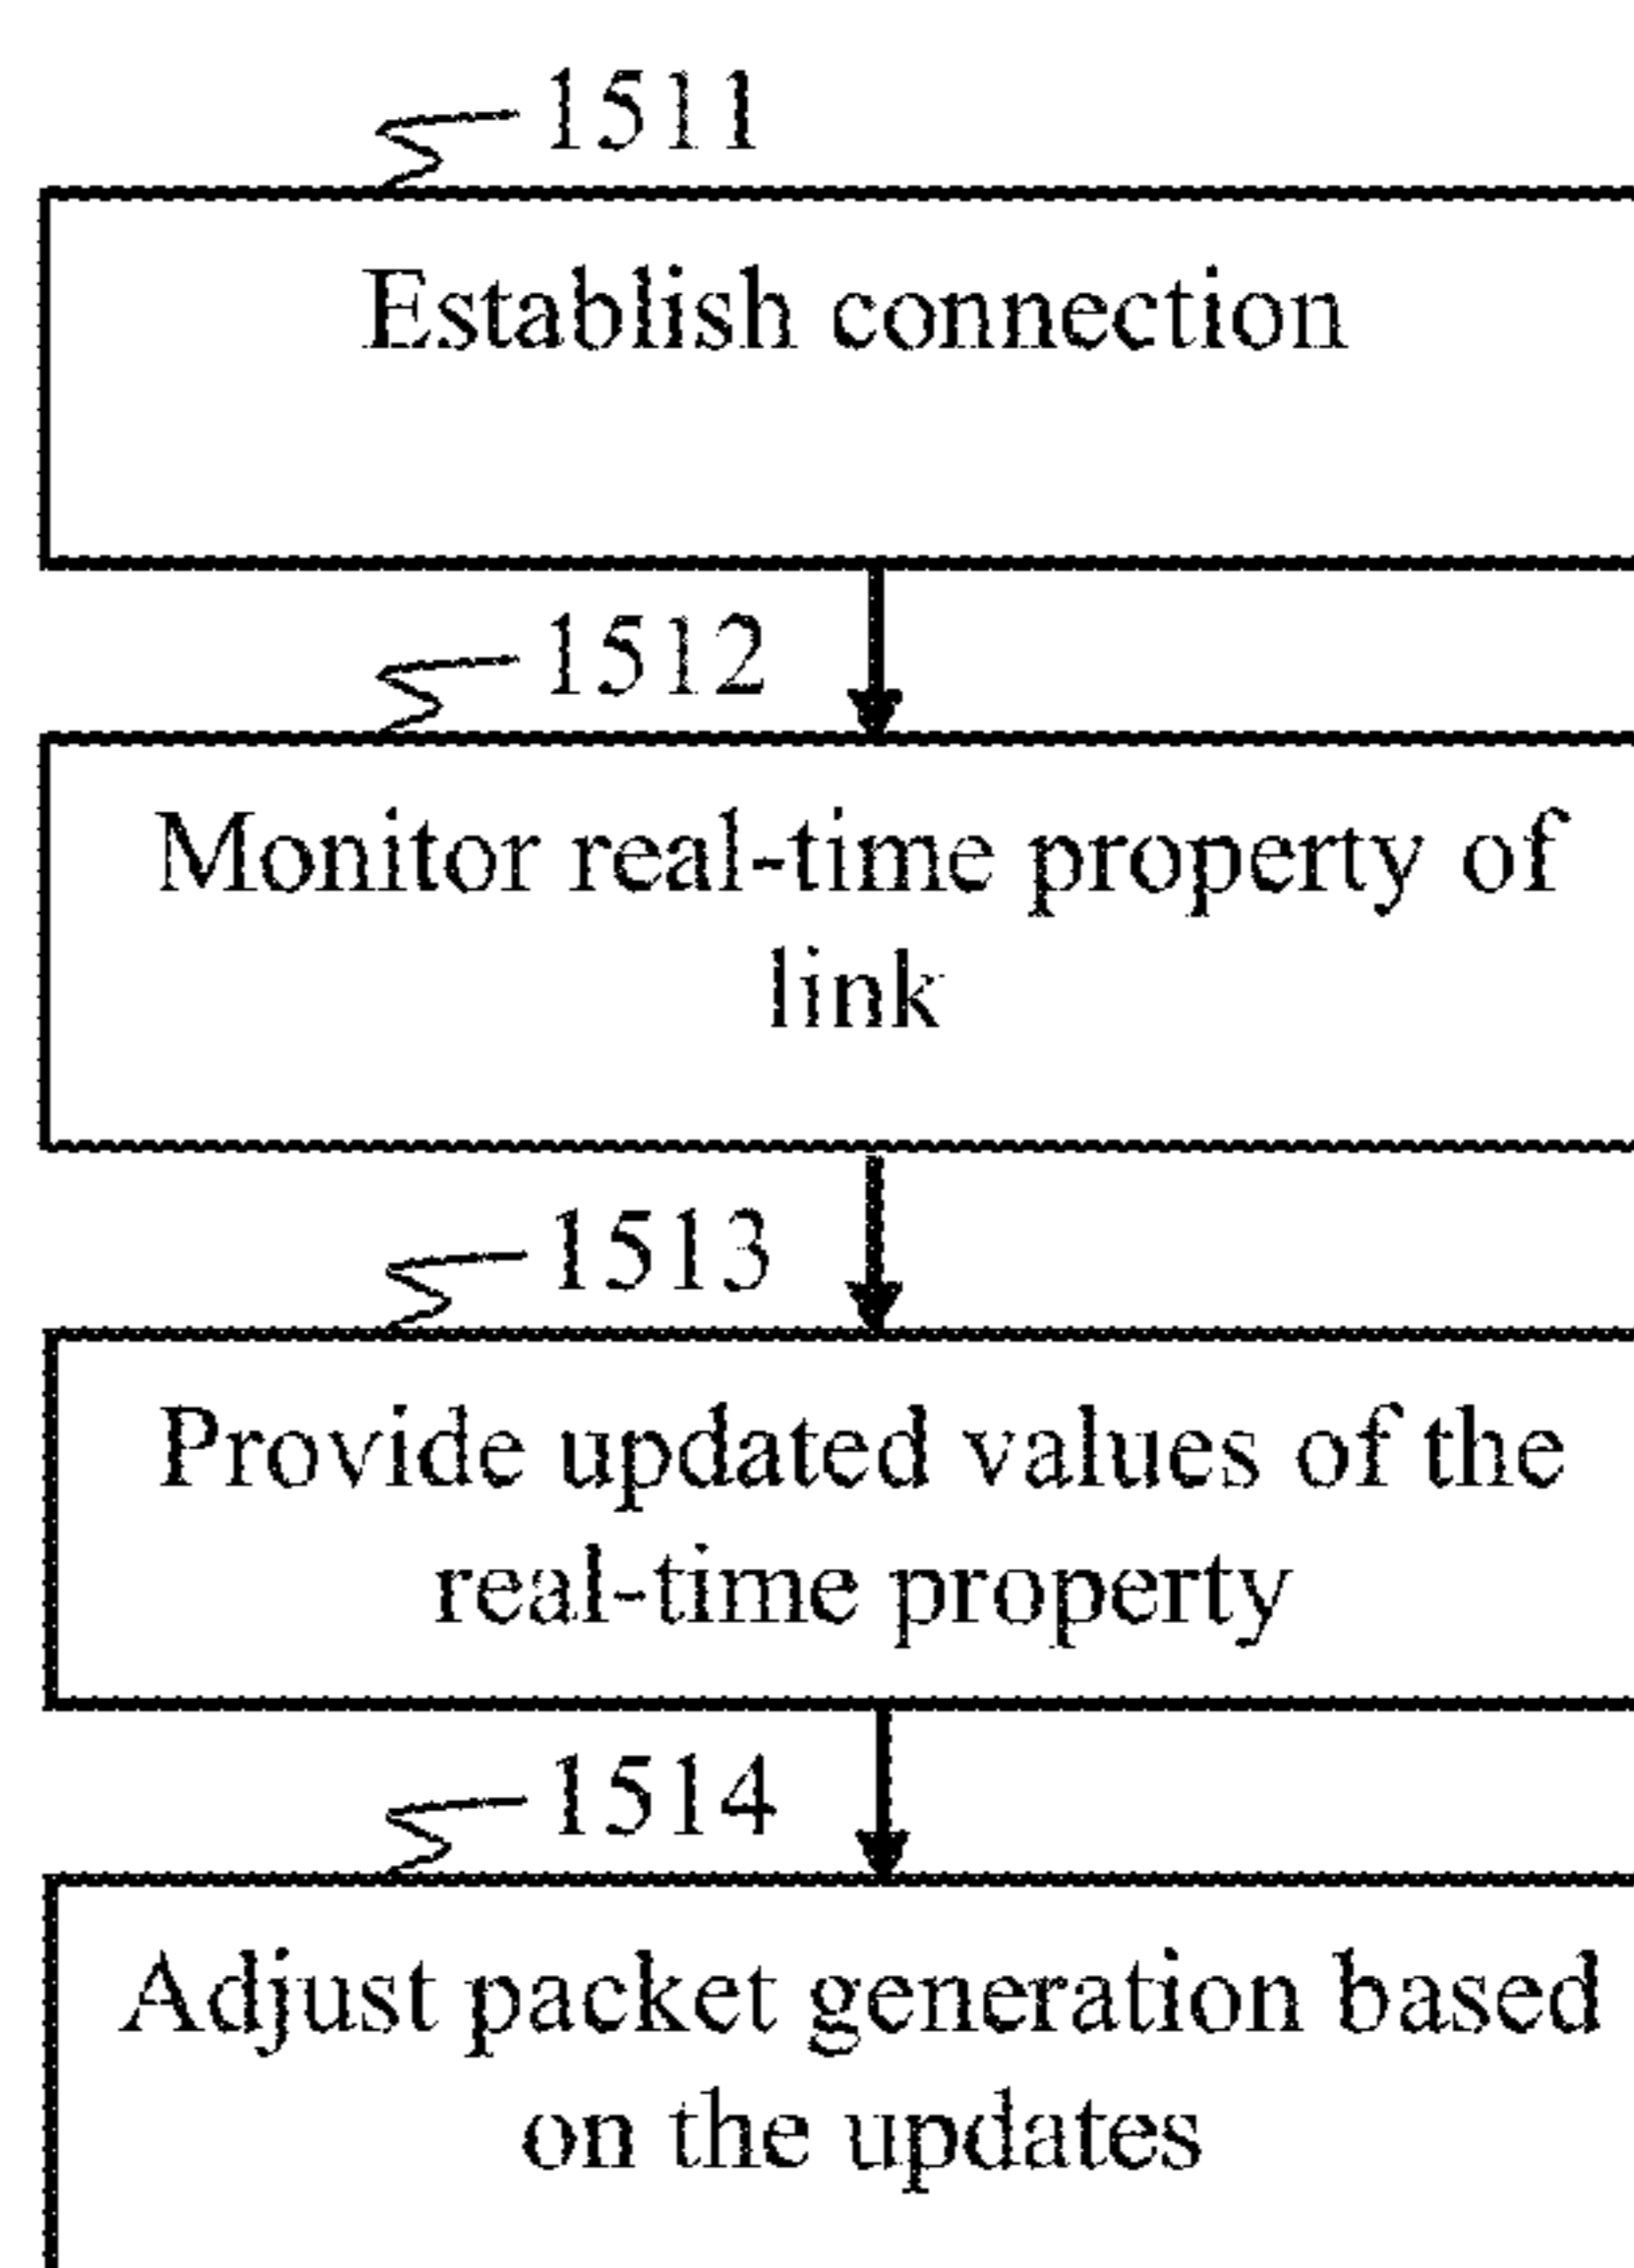 1511
Establish connection
1512
Monitor real-time property of
link
1513
Provide updated values of the
real-time property
1514
Adjust packet generation based
on the updates